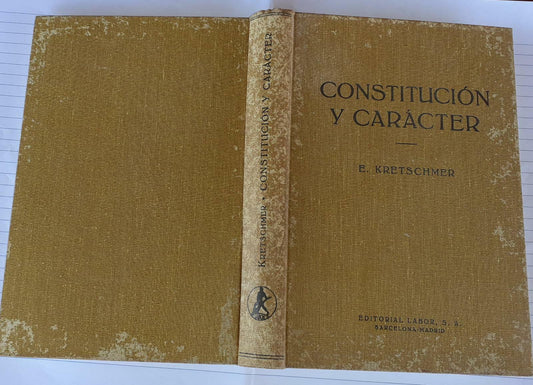 CONSTITUCIÓN
Y CARÁCTER
E. KRETSCHMER
EDITORIAL LABOR, S. A.
BARCELONA-MADRID
KRETSCHMER · CONSTITUCIÓN Y CARÁCTER